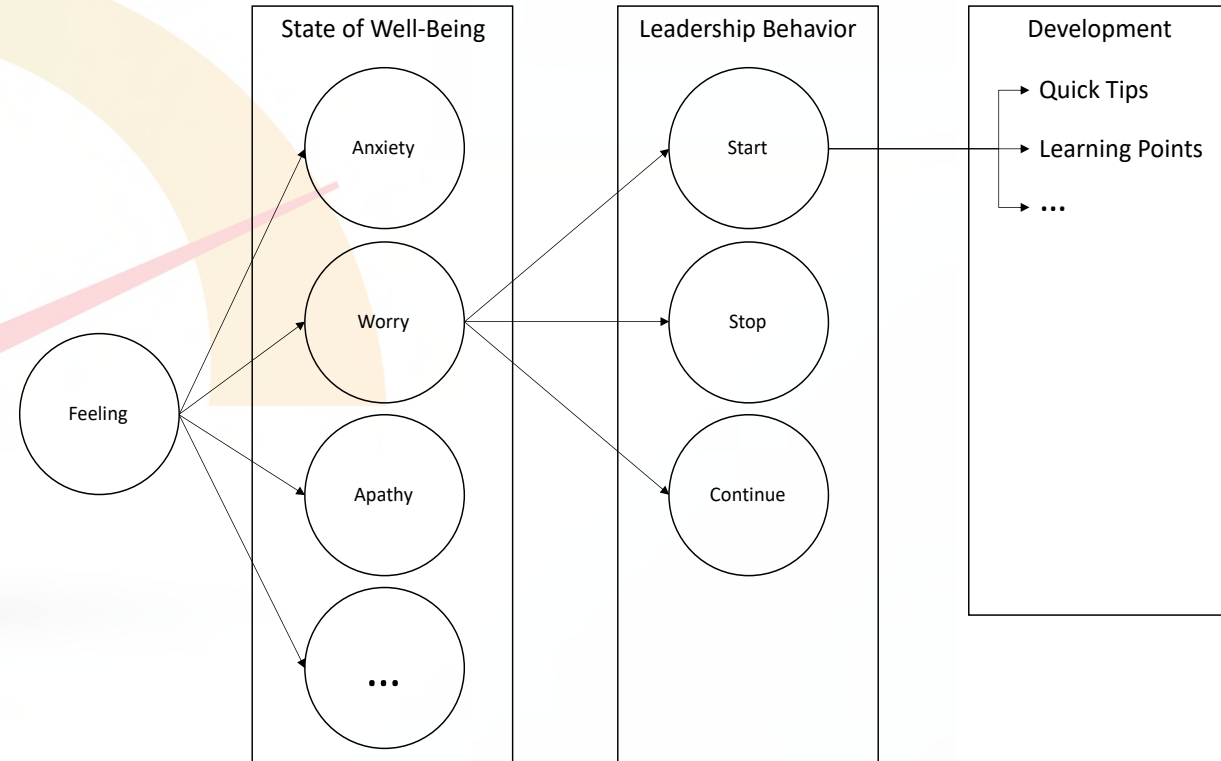 State of Well-Being
Leadership Behavior
Development
Quick Tips
Learning Points
...
Anxiety
Start
Worry
Stop
Feeling
Apathy
Continue
...